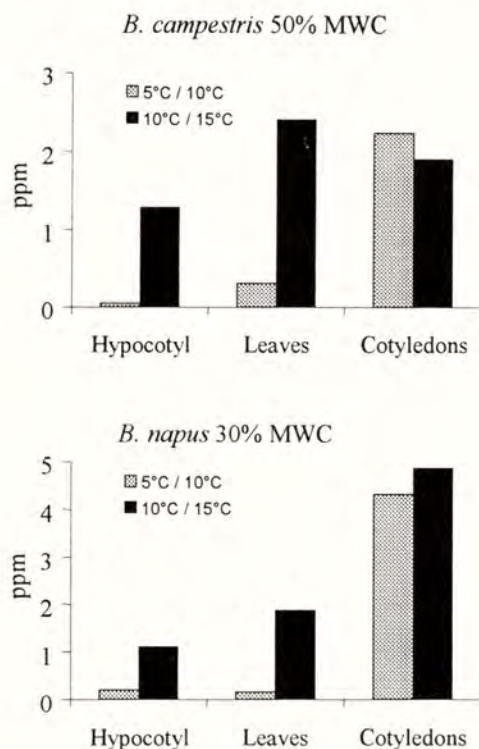 B. campestris 50% MWC
3
5°C / 10°C
10°C / 15°C
2
ppm
1
0
Hypocotyl Leaves Cotyledons
B. napus 30% MWC
5
5°C / 10°C
4
10°C / 15°C
3
ppm
2
1
0
Hypocotyl Leaves Cotyledons